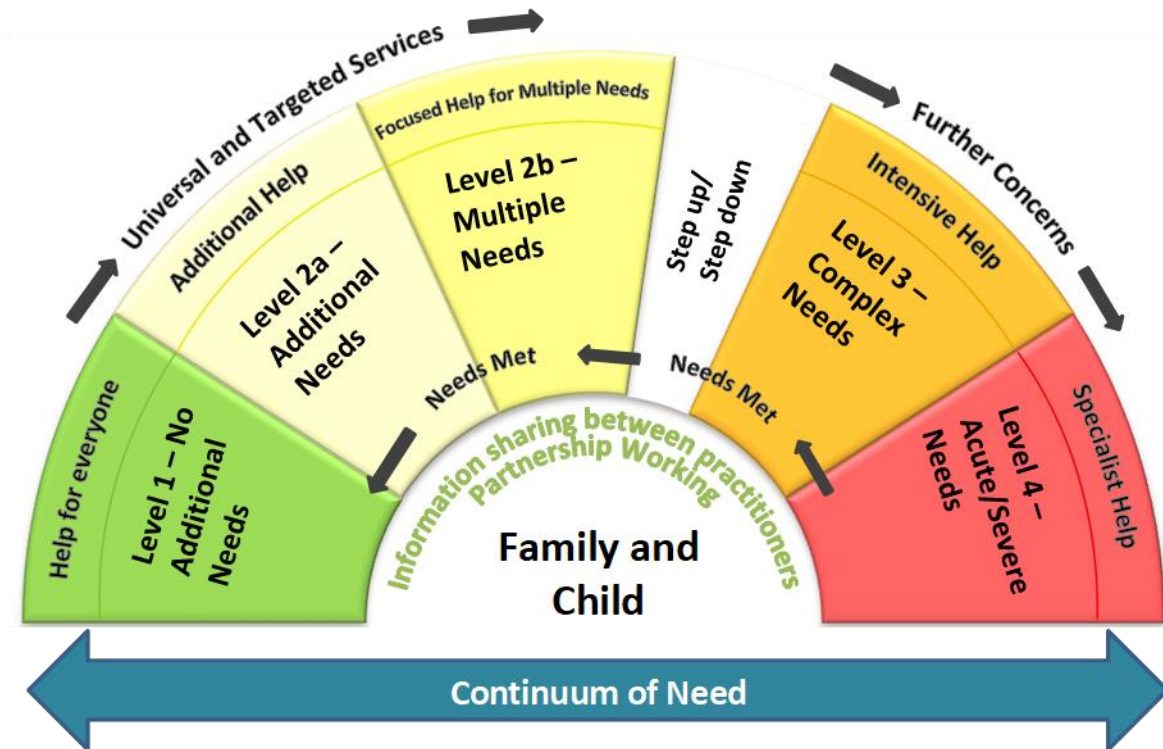 Universal and Targeted Services
Further Concerns
Help for everyone
Level 1 – No
Additional
Needs
Additional Help
Level 2a –
Additional
Needs
Focused Help for Multiple Needs
Level 2b –
Multiple
Needs
Step up/
Step down
Intensive Help
Level 3 –
Complex
Needs
Specialist Help
Level 4 –
Acute/Severe
Needs
Needs Met
Needs Met
Information sharing between practitioners
Partnership Working
Family and
Child
Continuum of Need